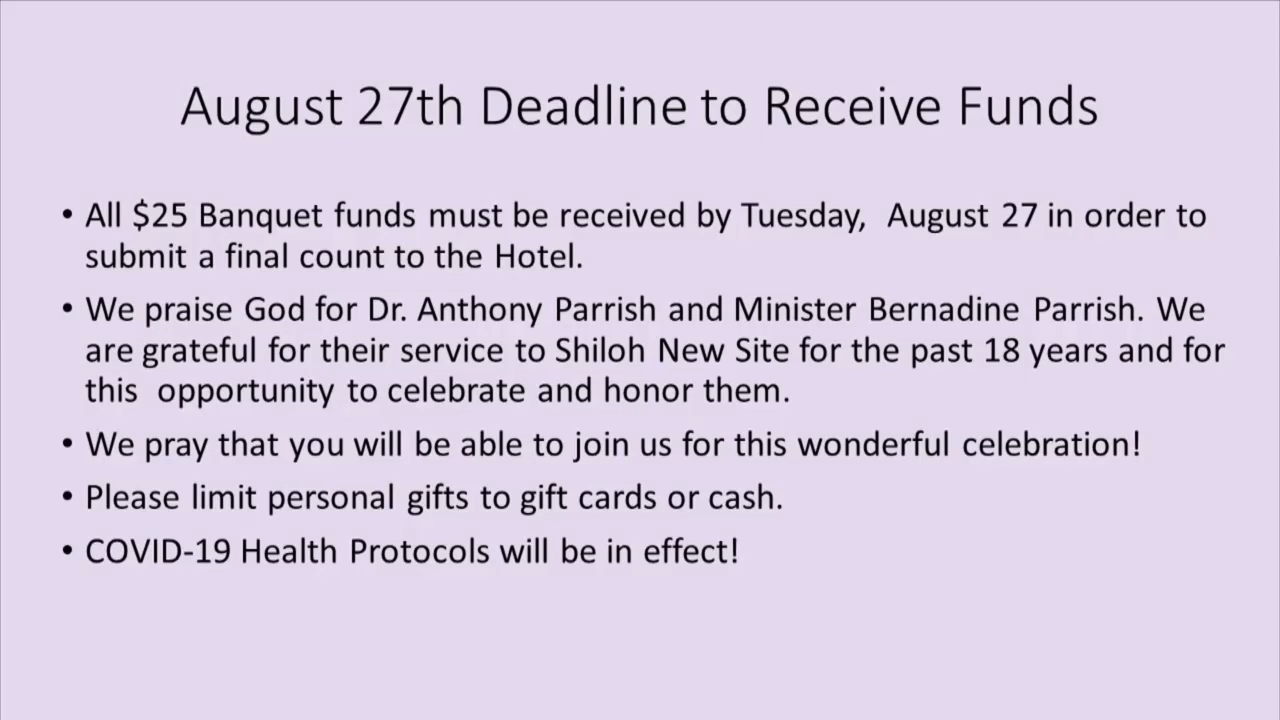 August 27th Deadline to Receive Funds
• All $25 Banquet funds must be received by Tuesday,  August 27 in order to
submit a final count to the Hotel.
• We praise God for Dr. Anthony Parrish and Minister Bernadine Parrish. We
are grateful for their service to Shiloh New Site for the past 18 years and for
this  opportunity to celebrate and honor them.
• We pray that you will be able to join us for this wonderful celebration!
• Please limit personal gifts to gift cards or cash.
• COVID-19 Health Protocols will be in effect!